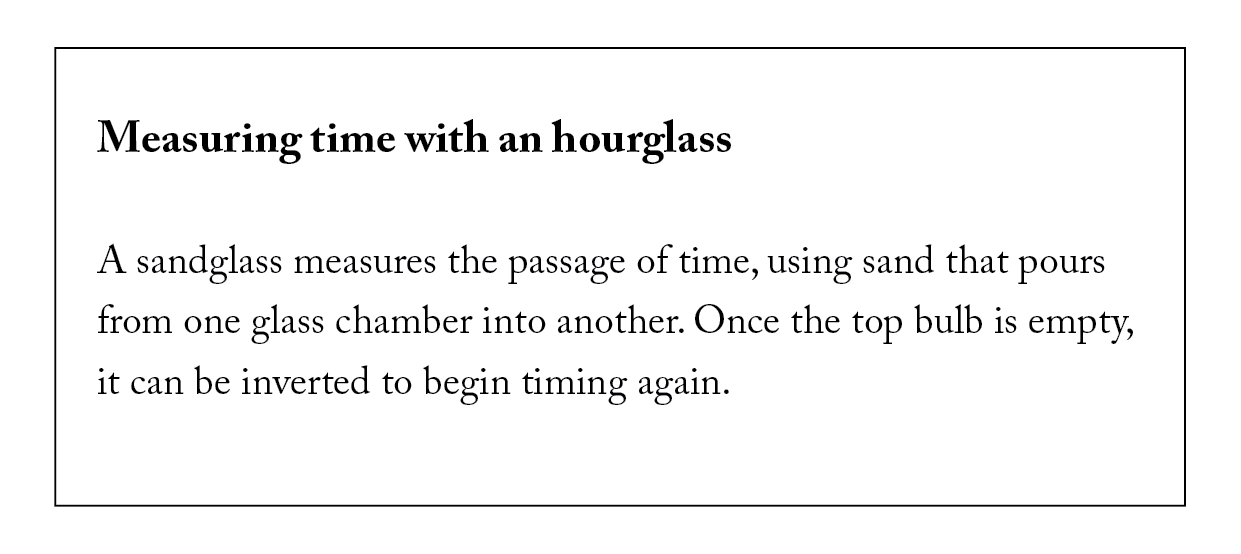 Measuring time with an hourglass
A sandglass measures the passage of time, using sand that pours
from one glass chamber into another. Once the top bulb is empty,
it can be inverted to begin timing again.